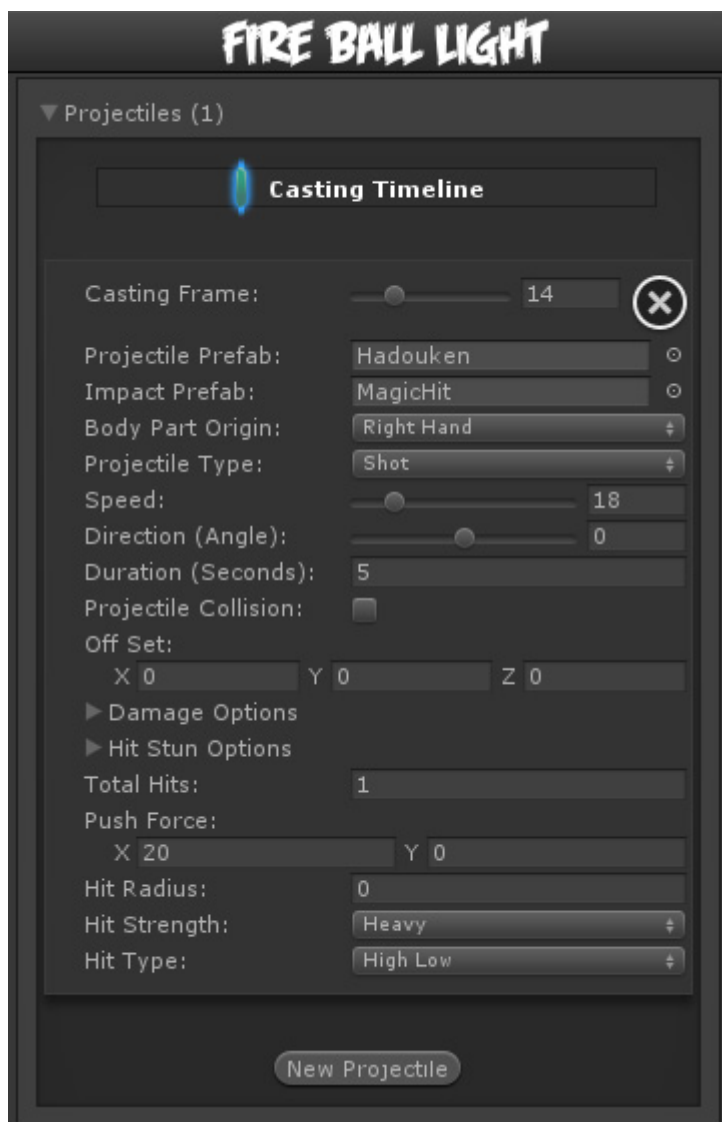 FIRE BALL LIGHT
Projectiles (1)
Casting Timeline
Casting Frame: 14
Projectile Prefab: Hadouken
Impact Prefab: MagicHit
Body Part Origin: Right Hand
Projectile Type: Shot
Speed: 18
Direction (Angle): 0
Duration (Seconds): 5
Projectile Collision:
Off Set:
X 0 Y 0 Z 0
Damage Options
Hit Stun Options
Total Hits: 1
Push Force:
X 20 Y 0
Hit Radius: 0
Hit Strength: Heavy
Hit Type: High Low
New Projectile